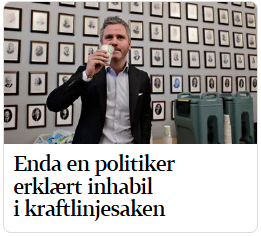 Enda en politiker
erklært inhabil
i kraftlinjesaken